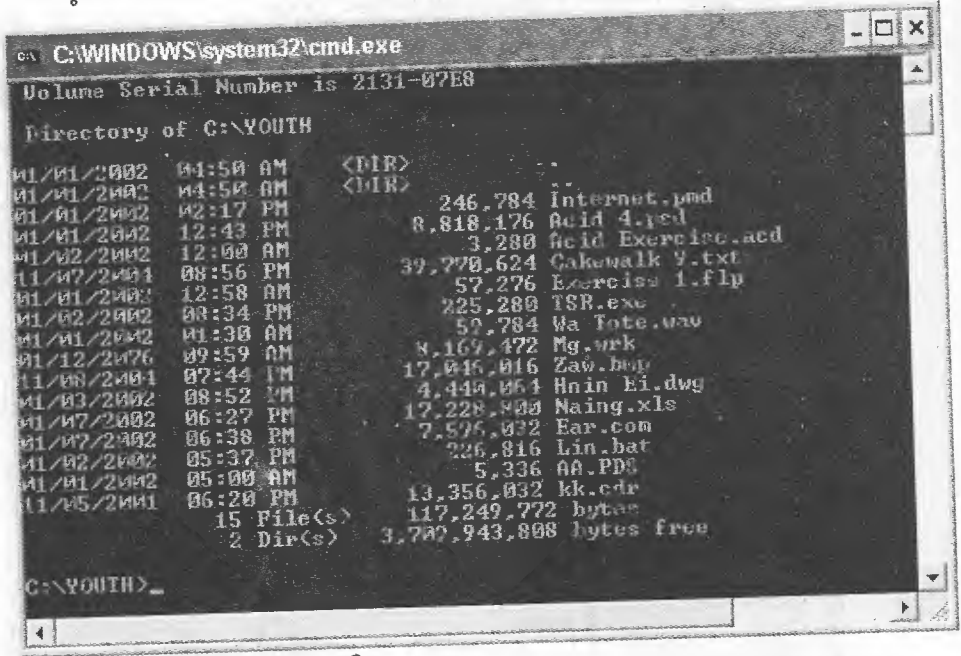 C:\WINDOWS\system32\cmd.exe
Volume Serial Number is 2131-07E8
Directory of C:\YOUTH
01/01/2002 04:50 AM <DIR> ..
01/01/2002 04:50 AM <DIR> ..
01/01/2002 02:17 PM 246,784 Internet.pmd
01/01/2002 12:43 PM 8,818,176 Acid 4.psd
01/02/2002 12:00 AM 3,280 Acid Exercise.acd
11/07/2001 08:56 PM 39,770,624 Cakewalk 9.txt
01/01/2002 12:58 AM 57,276 Exercise 1.flp
01/02/2002 08:34 PM 225,280 TSR.exe
01/01/2002 01:30 AM Wa Tote.wav
01/12/2076 09:59 AM 8,169,472 Mg.wrk
11/08/2001 07:44 PM 17,046,016 Zaw.bmp
01/03/2002 08:52 PM 4,440,064 Hnin Ei.dwg
01/07/2002 06:27 PM 17,228,800 Naing.xls
01/07/2002 06:38 PM Ear.com
01/02/2002 05:37 PM 226,816 Lin.bat
01/01/2002 05:00 AM 5,336 AA.PDS
11/05/2001 06:20 PM 13,356,032 kk.cdr
15 File(s) 117,249,772 bytes
2 Dir(s) 3,702,943,808 bytes free
C:\YOUTH>_